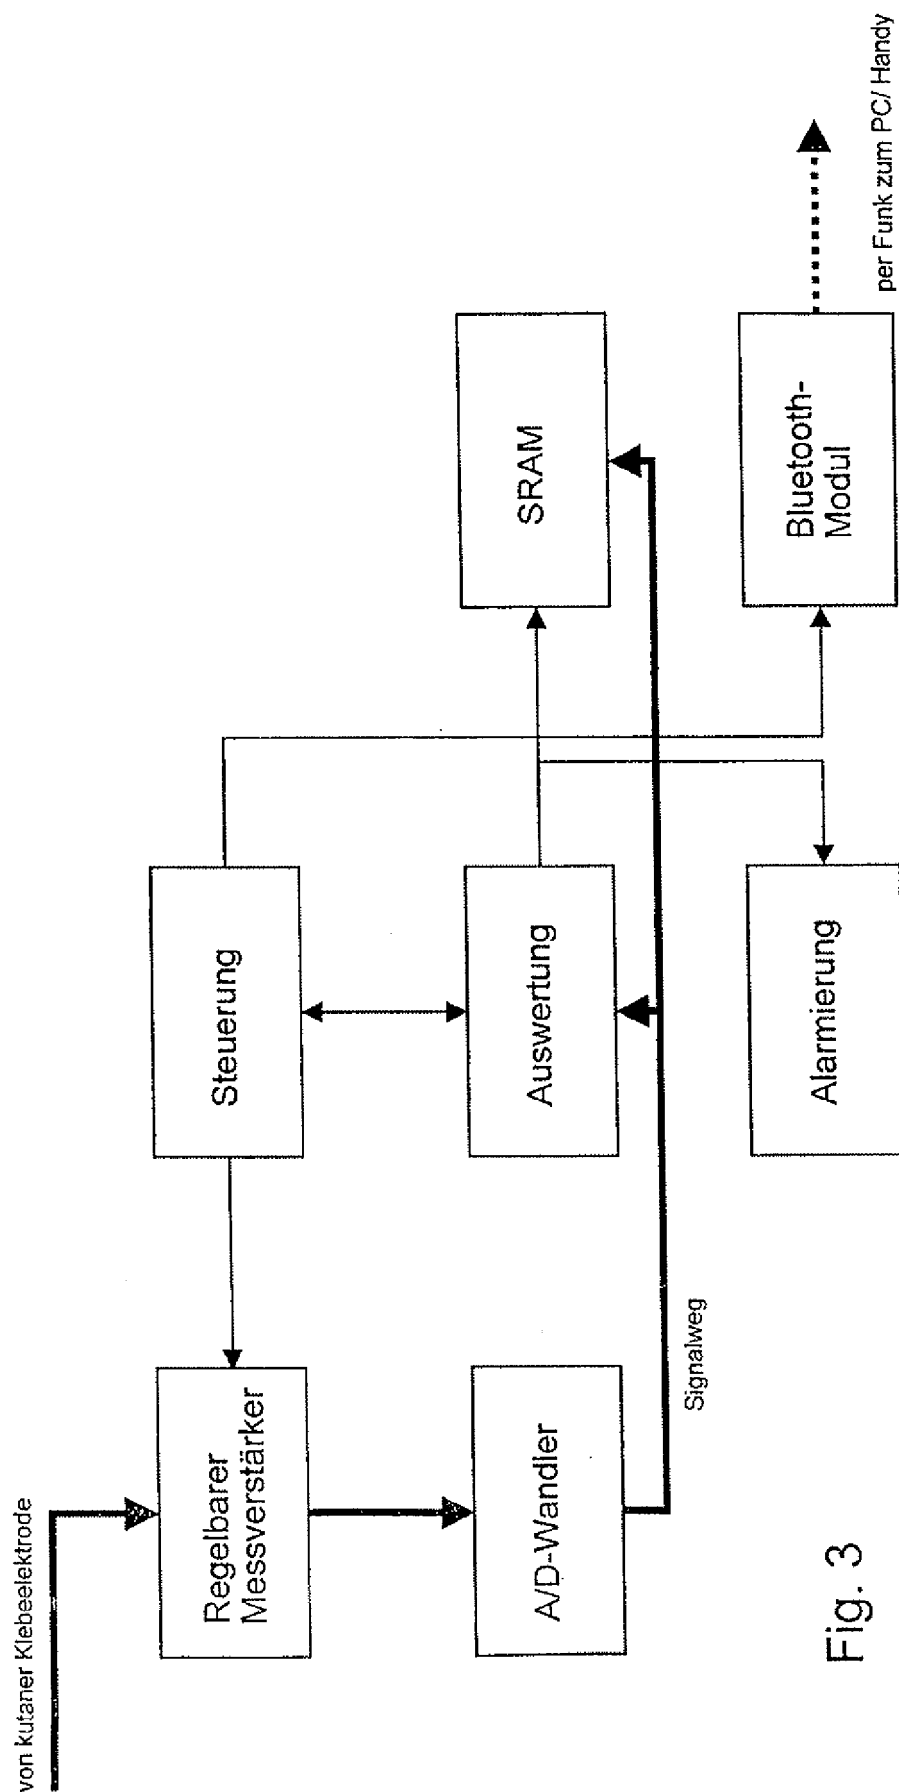 von kutaner Klebeelektrode
Regelbarer
Messverstärker
Steuerung
A/D-Wandler
Auswertung
SRAM
Signalweg
Alarmierung
Bluetooth-
Modul
per Funk zum PC/ Handy
Fig. 3